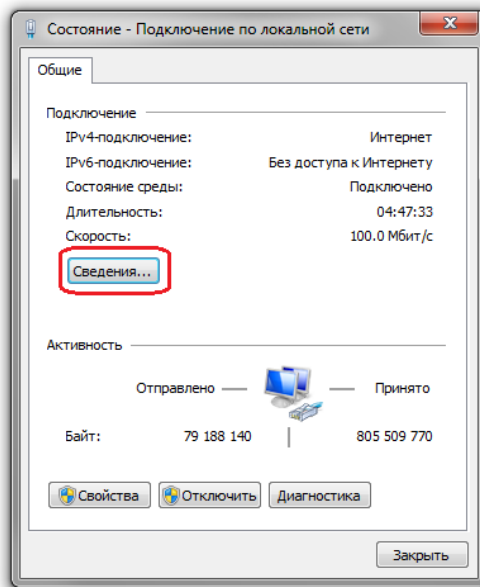 Состояние - Подключение по локальной сети
Общие
Подключение
IPv4-подключение: Интернет
IPv6-подключение: Без доступа к Интернету
Состояние среды: Подключено
Длительность: 04:47:33
Скорость: 100.0 Мбит/с
Сведения...
Активность
Отправлено — — Принято
Байт: 79 188 140 | 805 509 770
Свойства Отключить Диагностика
Закрыть